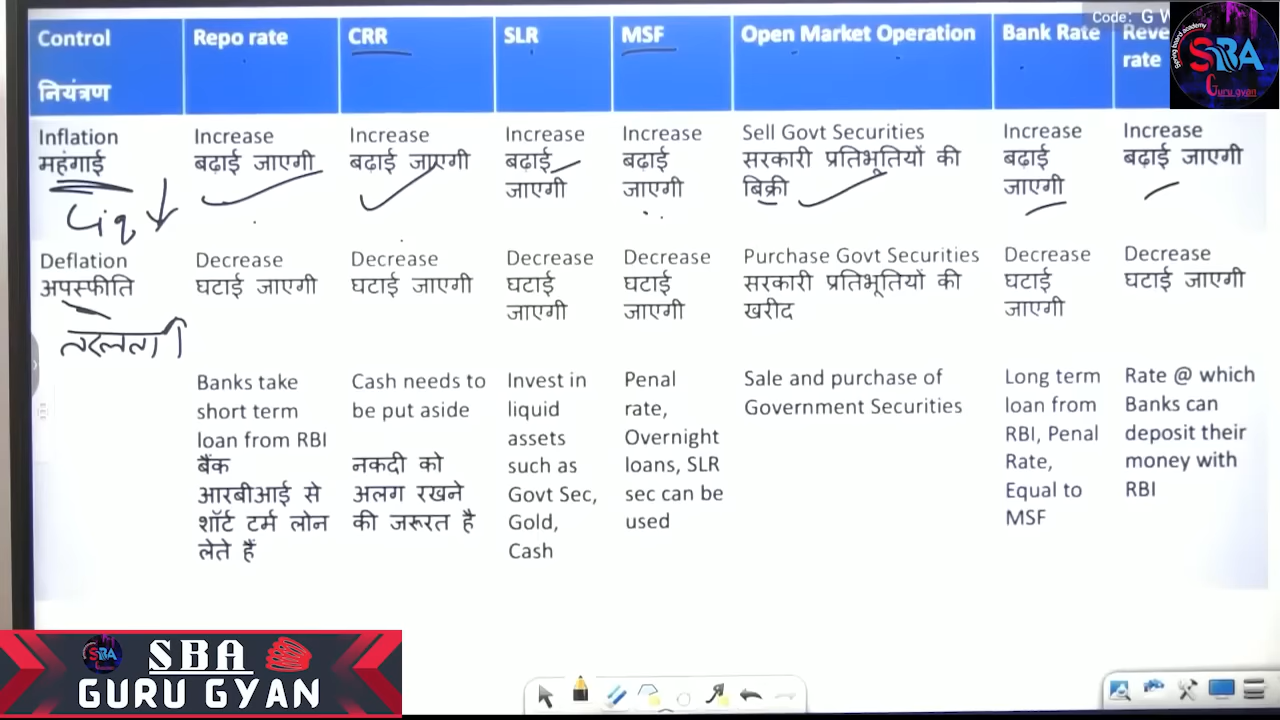 Code: G W
Control
नियंत्रण
Repo rate
CRR
SLR
MSF
Open Market Operation
Bank Rate
Reve
rate
Spring board academy
SBA
Guru gyan
Inflation
महंगाई
Liq ↓
Increase
बढ़ाई जाएगी
Increase
बढ़ाई जाएगी
Increase
बढ़ाई
जाएगी
Increase
बढ़ाई
जाएगी
Sell Govt Securities
सरकारी प्रतिभूतियों की
बिक्री
Increase
बढ़ाई
जाएगी
Increase
बढ़ाई जाएगी
Deflation
अपस्फीति
तरलता ↑
Decrease
घटाई जाएगी
Decrease
घटाई जाएगी
Decrease
घटाई
जाएगी
Decrease
घटाई
जाएगी
Purchase Govt Securities
सरकारी प्रतिभूतियों की
खरीद
Decrease
घटाई
जाएगी
Decrease
घटाई जाएगी
Banks take
short term
loan from RBI
बैंक
आरबीआई से
शॉर्ट टर्म लोन
लेते हैं
Cash needs to
be put aside
नकदी को
अलग रखने
की जरूरत है
Invest in
liquid
assets
such as
Govt Sec,
Gold,
Cash
Penal
rate,
Overnight
loans, SLR
sec can be
used
Sale and purchase of
Government Securities
Long term
loan from
RBI, Penal
Rate,
Equal to
MSF
Rate @ which
Banks can
deposit their
money with
RBI
SBA
SBA
GURU GYAN